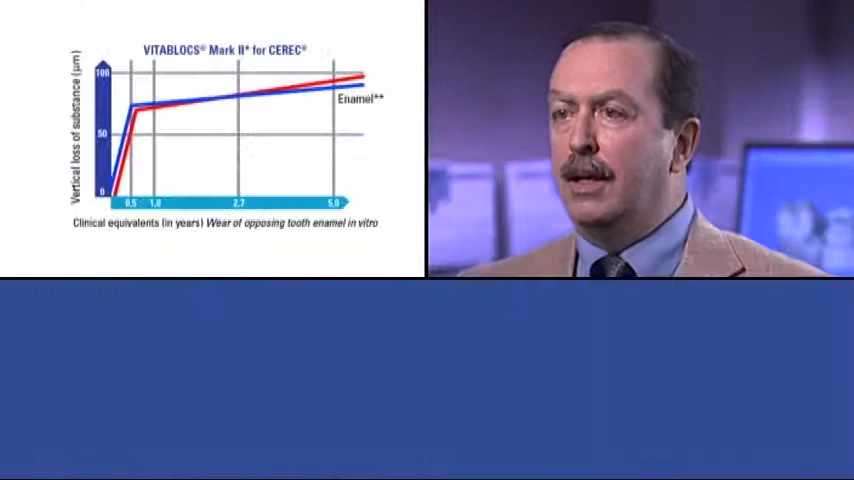 VITABLOCS® Mark II* for CEREC®
Vertical loss of substance (µm)
100
50
0
Enamel**
0.5 1.0 2.7 5.0
Clinical equivalents (in years) Wear of opposing tooth enamel in vitro